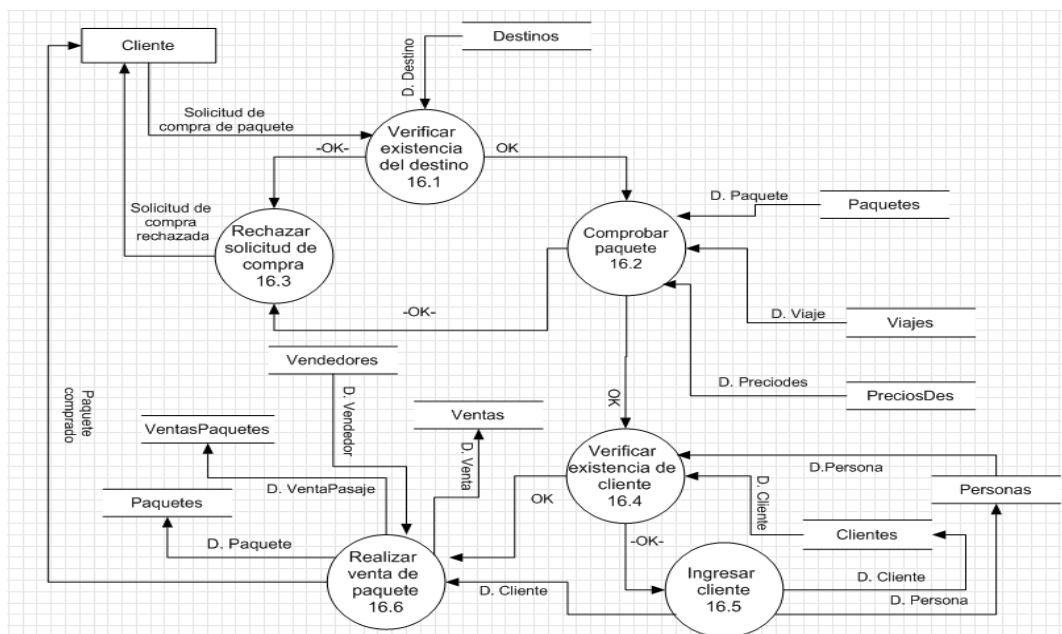 Cliente
Destinos
D. Destino
Solicitud de
compra de paquete
Verificar
existencia
del destino
16.1
-OK-
OK
Solicitud de
compra
rechazada
Rechazar
solicitud de
compra
16.3
Comprobar
paquete
16.2
D. Paquete
Paquetes
-OK-
D. Viaje
Viajes
D. Preciodes
PreciosDes
OK
Vendedores
D. Vendedor
Paquete
comprado
VentasPaquetes
D. VentaPasaje
Ventas
D. Venta
Verificar
existencia de
cliente
16.4
D.Persona
Personas
D. Cliente
Clientes
OK
-OK-
Paquetes
D. Paquete
Realizar
venta de
paquete
16.6
D. Cliente
Ingresar
cliente
16.5
D. Cliente
D. Persona